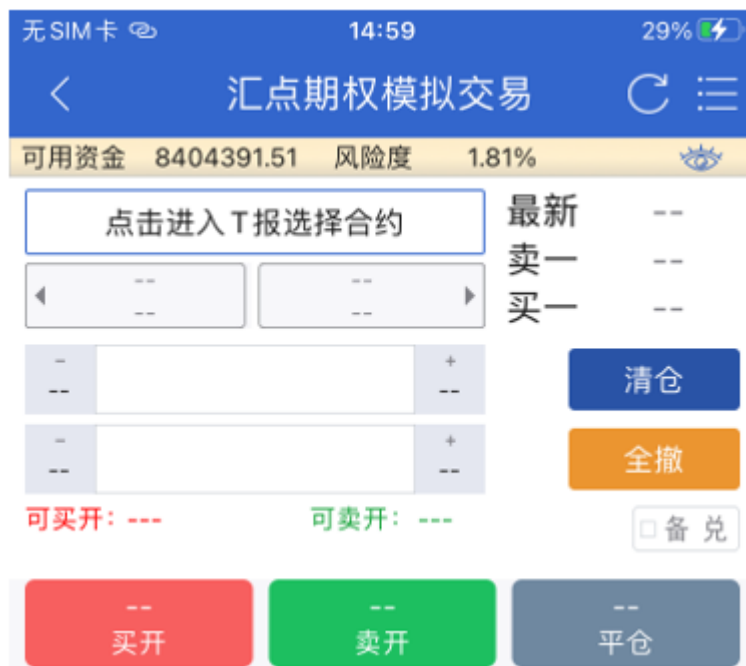 无SIM卡 14:59 29%
汇点期权模拟交易
可用资金 8404391.51 风险度 1.81%
点击进入T报选择合约
最新 --
卖一 --
买一 --
-- --
-- --
- +
-- --
清仓
- +
-- --
全撤
可买开：--- 可卖开：---
备兑
-- -- --
买开 卖开 平仓